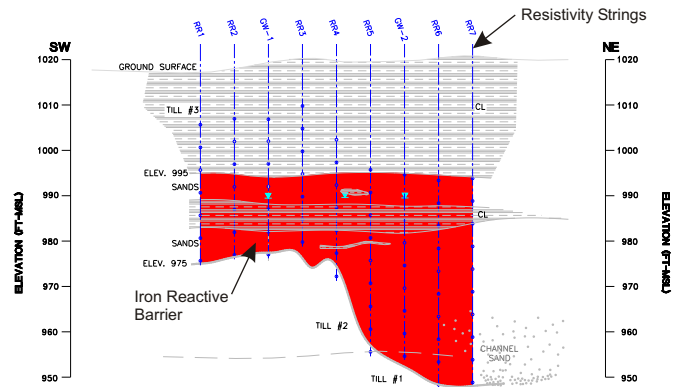 Resistivity Strings
RR1
RR2
GW-1
RR3
RR4
RR5
GW-2
RR6
RR7
SW
NE
1020
GROUND SURFACE
1020
1010
TILL #3
CL
1010
1000
1000
ELEV. 995
990
SANDS
990
CL
980
SANDS
980
ELEV. 975
970
970
Iron Reactive
Barrier
960
TILL #2
960
CHANNEL
SAND
950
TILL #1
950
ELEVATION (FT-MSL)
ELEVATION (FT-MSL)